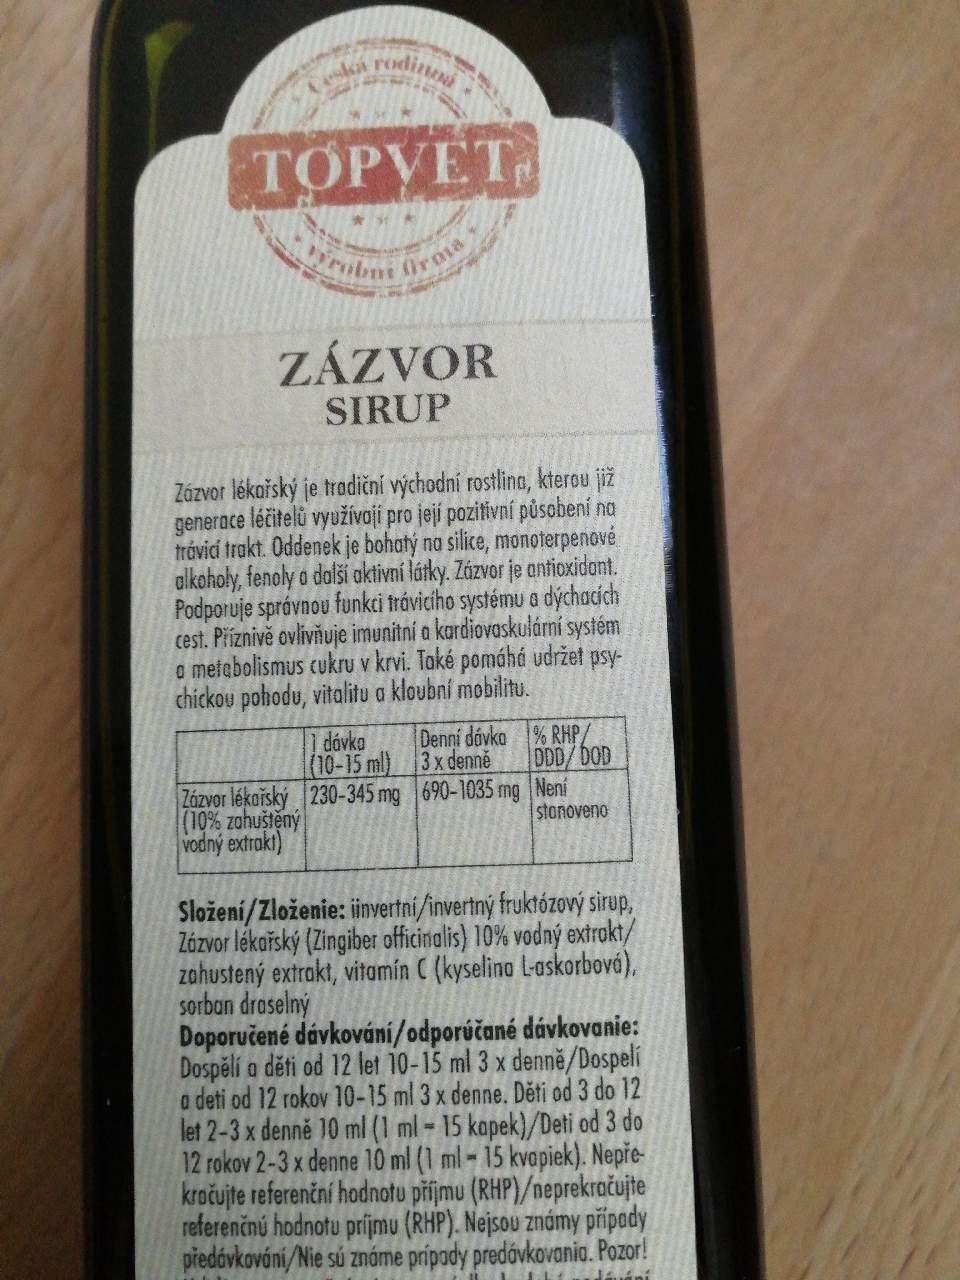 Česká rodinná
TOPVET
výrobní firma
ZÁZVOR
SIRUP
Zázvor lékařský je tradiční východní rostlina, kterou již
generace léčitelů využívají pro její pozitivní působení na
trávicí trakt. Oddenek je bohatý na silice, monoterpenové
alkoholy, fenoly a další aktivní látky. Zázvor je antioxidant.
Podporuje správnou funkci trávicího systému a dýchacích
cest. Příznivě ovlivňuje imunitní a kardiovaskulární systém
a metabolismus cukru v krvi. Také pomáhá udržet psy-
chickou pohodu, vitalitu a kloubní mobilitu.
1 dávka Denní dávka % RHP/
(10-15 ml) 3 x denně DDD/DOD
Zázvor lékařský 230-345 mg 690-1035 mg Není
(10% zahuštěný stanoveno
vodný extrakt)
Složení/Zloženie: iinvertní/invertný fruktózový sirup,
Zázvor lékařský (Zingiber officinalis) 10% vodný extrakt/
zahustený extrakt, vitamín C (kyselina L-askorbová),
sorban draselný
Doporučené dávkování/odporúčané dávkovanie:
Dospělí a děti od 12 let 10-15 ml 3 x denně/Dospelí
a deti od 12 rokov 10-15 ml 3 x denne. Děti od 3 do 12
let 2-3 x denně 10 ml (1 ml = 15 kapek)/Deti od 3 do
12 rokov 2-3 x denne 10 ml (1 ml = 15 kvapiek). Nepře-
kračujte referenční hodnotu příjmu (RHP)/neprekračujte
referenčnú hodnotu príjmu (RHP). Nejsou známy případy
předávkování/Nie sú známe prípady predávkovania. Pozor!